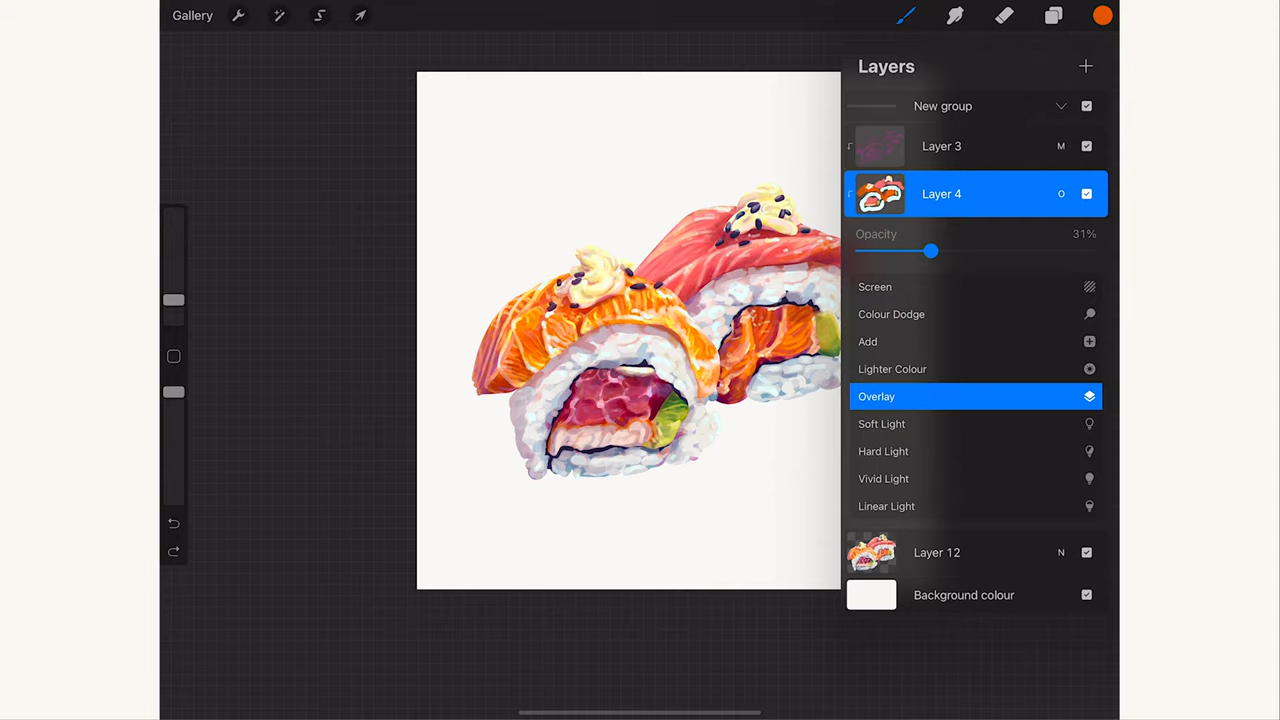 Gallery
Layers
New group
Layer 3 M
Layer 4 O
Opacity 31%
Screen
Colour Dodge
Add
Lighter Colour
Overlay
Soft Light
Hard Light
Vivid Light
Linear Light
Layer 12 N
Background colour